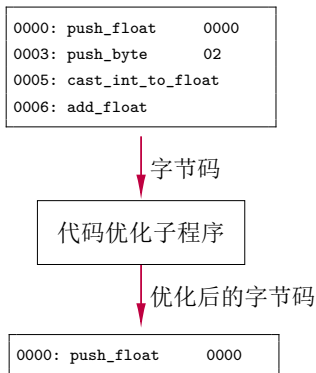 0000: push_float 0000
0003: push_byte 02
0005: cast_int_to_float
0006: add_float
字节码
代码优化子程序
优化后的字节码
0000: push_float 0000